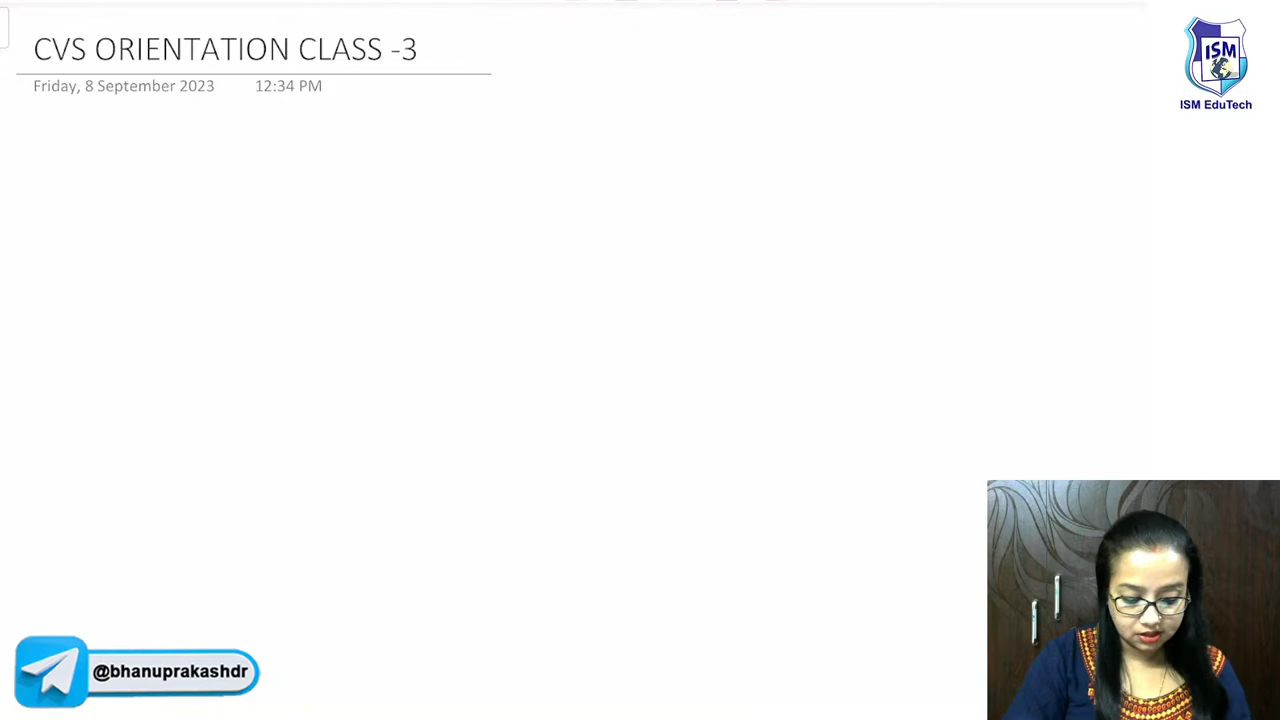 CVS ORIENTATION CLASS -3
Friday, 8 September 2023 12:34 PM
ISM
ISM EduTech
@bhanuprakashdr